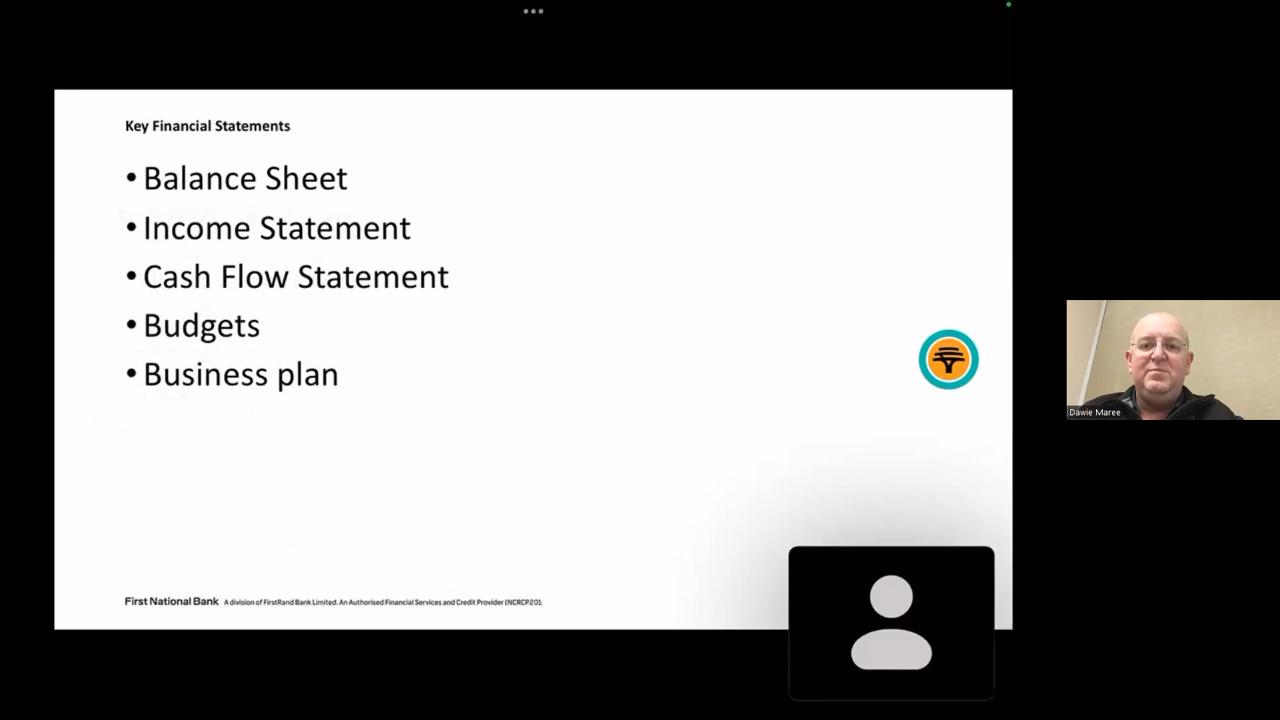 Key Financial Statements
• Balance Sheet
• Income Statement
• Cash Flow Statement
• Budgets
• Business plan
First National Bank A division of FirstRand Bank Limited. An Authorised Financial Services and Credit Provider (NCRCP20).
Dawie Maree